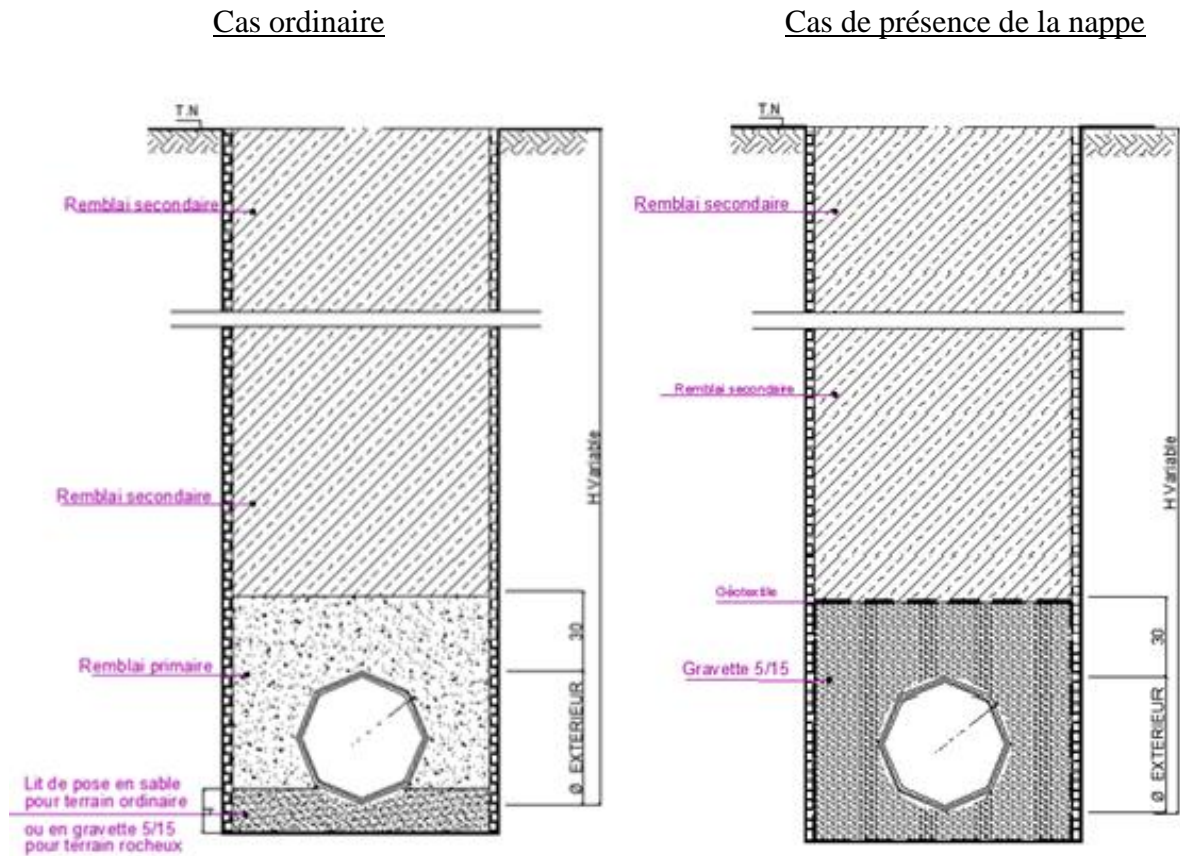 Cas ordinaire
Cas de présence de la nappe
T.N
Remblai secondaire
Remblai secondaire
H Variable
30
Remblai primaire
Ø EXTERIEUR
Lit de pose en sable
pour terrain ordinaire
ou en gravette 5/15
pour terrain rocheux
T.N
Remblai secondaire
Remblai secondaire
H Variable
Géotextile
30
Gravette 5/15
Ø EXTERIEUR